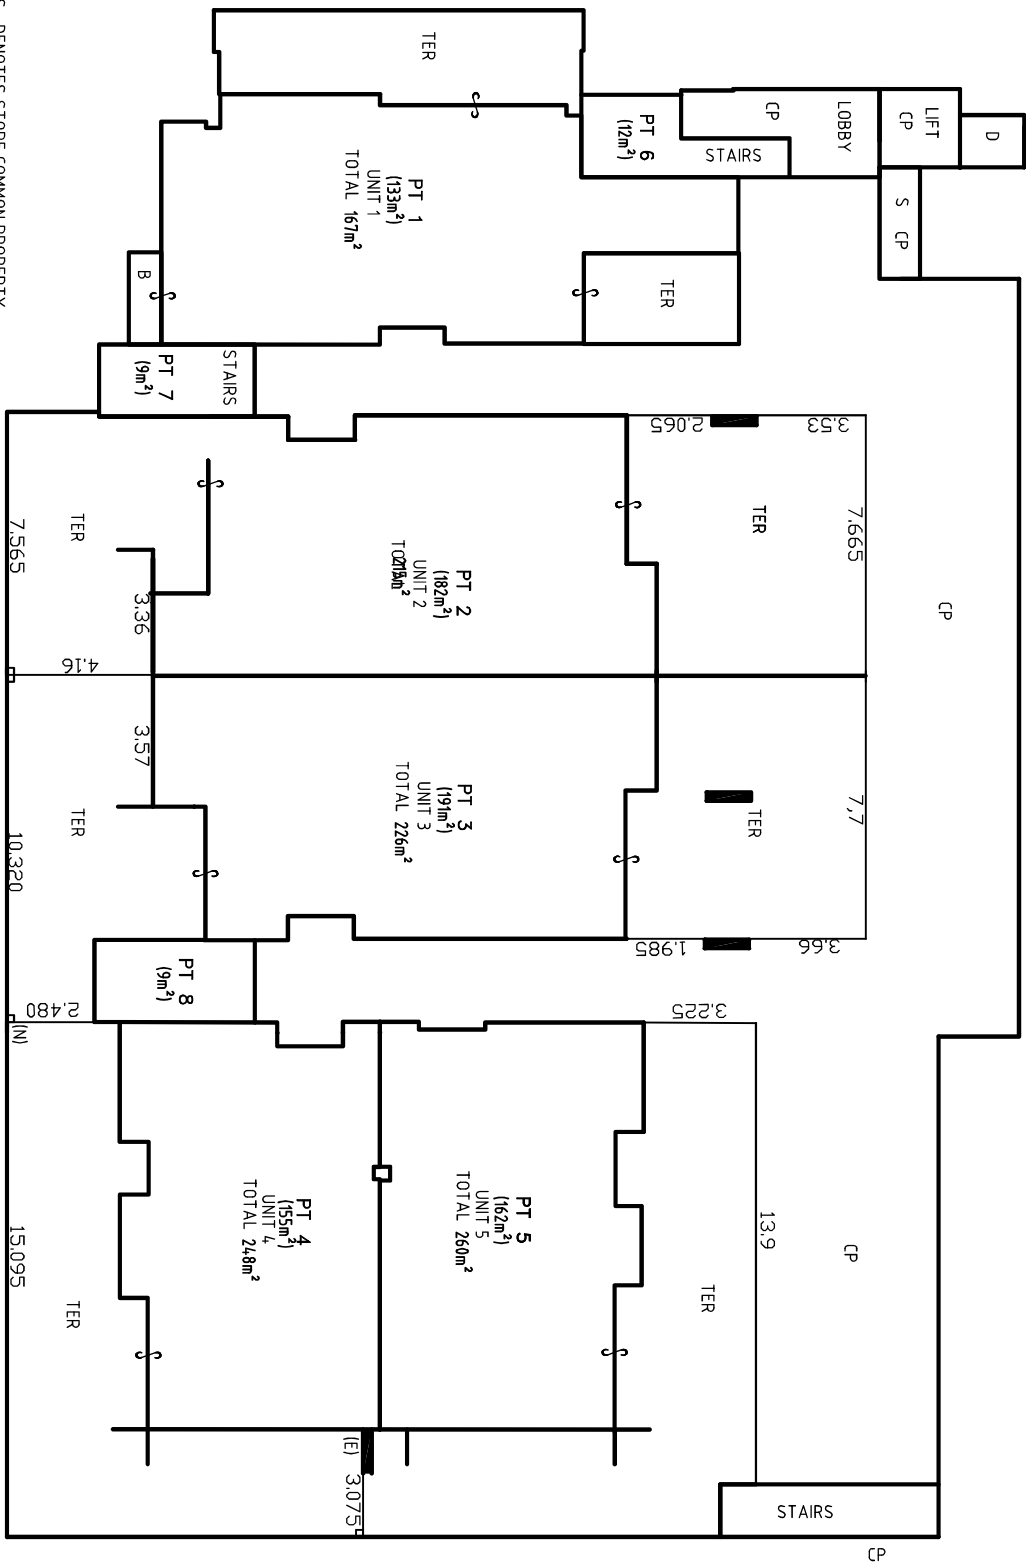 TER
D
LIFT
CP
LOBBY
CP
PT 6
(12m²)
STAIRS
S CP
PT 1
(133m²)
UNIT 1
TOTAL 167m²
TER
B
STAIRS
PT 7
(9m²)
S DENOTES STORE COMMON PROPERTY
2.065
3.53
TER
7.665
CP
TER
7.565
3.36
4.16
PT 2
(182m²)
UNIT 2
3.57
TER
10.320
PT 3
(191m²)
UNIT 3
TOTAL 226m²
TER
7.7
1.985
3.66
PT 8
(9m²)
2.480
(N)
3.225
13.9
CP
PT 4
(155m²)
UNIT 4
TOTAL 248m²
PT 5
(162m²)
UNIT 5
TOTAL 260m²
TER
TER
15.095
(E)
3.075
STAIRS
CP